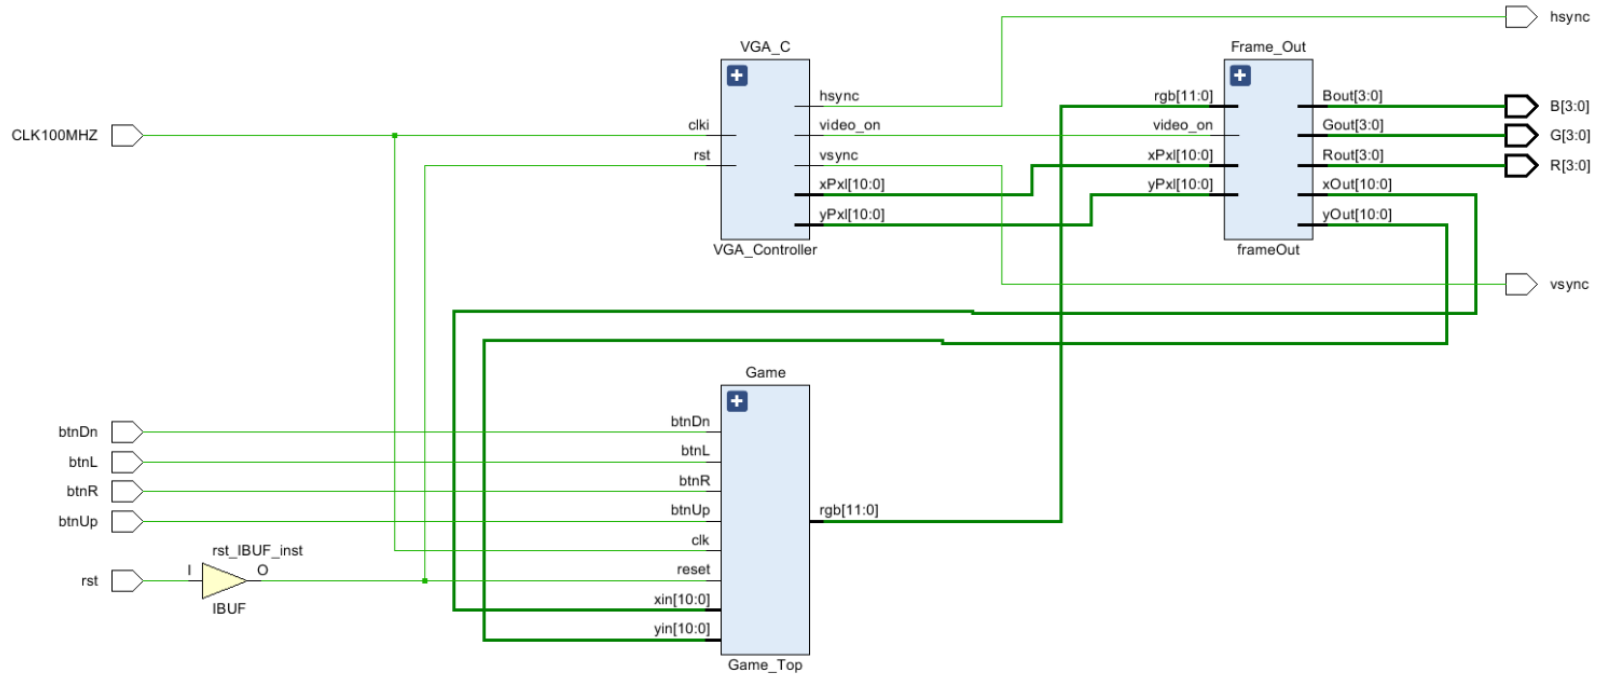 hsync
VGA_C
Frame_Out
hsync
rgb[11:0]
Bout[3:0]
B[3:0]
CLK100MHZ
clki
video_on
video_on
Gout[3:0]
G[3:0]
rst
vsync
xPxl[10:0]
Rout[3:0]
R[3:0]
xPxl[10:0]
yPxl[10:0]
xOut[10:0]
yPxl[10:0]
yOut[10:0]
VGA_Controller
frameOut
vsync
Game
btnDn
btnDn
btnL
btnL
btnR
btnR
btnUp
btnUp
rgb[11:0]
clk
rst_IBUF_inst
rst
I
O
reset
IBUF
xin[10:0]
yin[10:0]
Game_Top